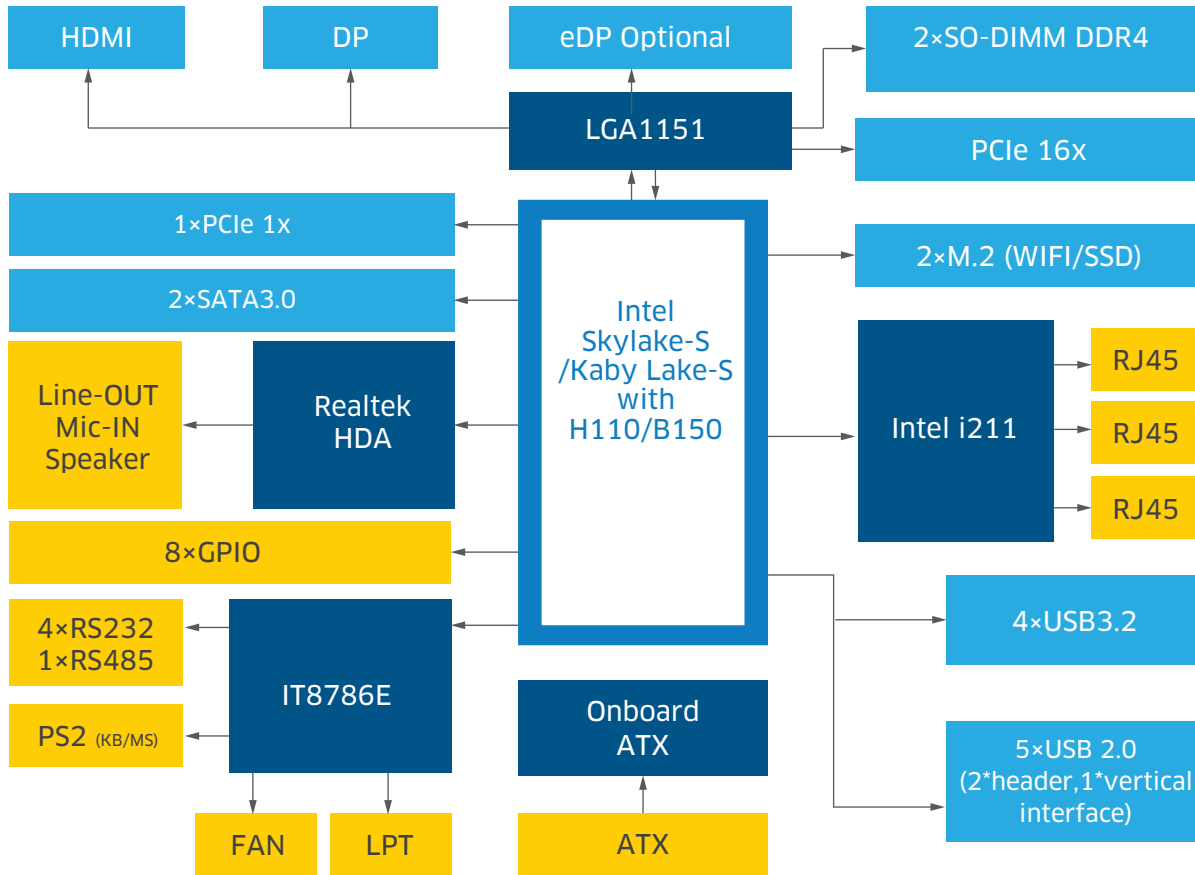 HDMI
DP
eDP Optional
2×SO-DIMM DDR4
LGA1151
PCIe 16x
1×PCIe 1x
2×M.2 (WIFI/SSD)
2×SATA3.0
Intel
Skylake-S
/Kaby Lake-S
with
H110/B150
Line-OUT
Mic-IN
Speaker
Realtek
HDA
Intel i211
RJ45
RJ45
RJ45
8×GPIO
4×RS232
1×RS485
IT8786E
PS2 (KB/MS)
Onboard
ATX
4×USB3.2
5×USB 2.0
(2*header,1*vertical
interface)
FAN
LPT
ATX